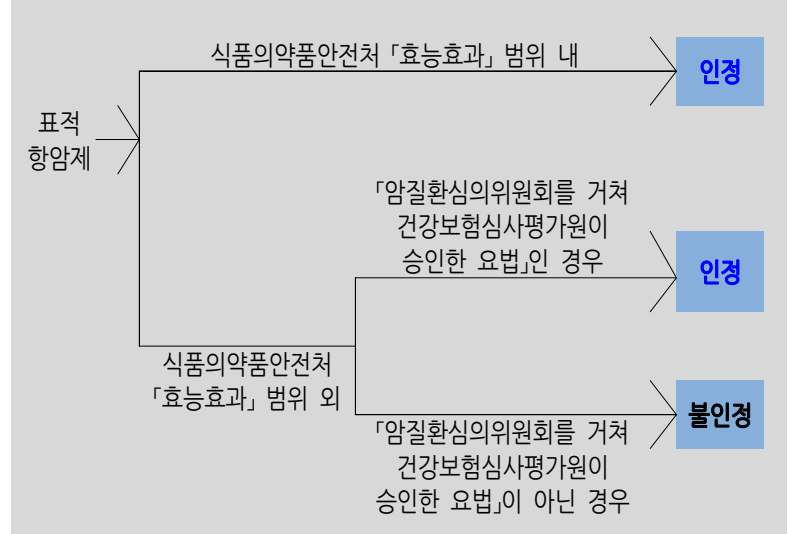 식품의약품안전처 「효능효과」 범위 내
인정
표적
항암제
「암질환심의위원회를 거쳐
건강보험심사평가원이
승인한 요법」인 경우
인정
식품의약품안전처
「효능효과」 범위 외
불인정
「암질환심의위원회를 거쳐
건강보험심사평가원이
승인한 요법」이 아닌 경우